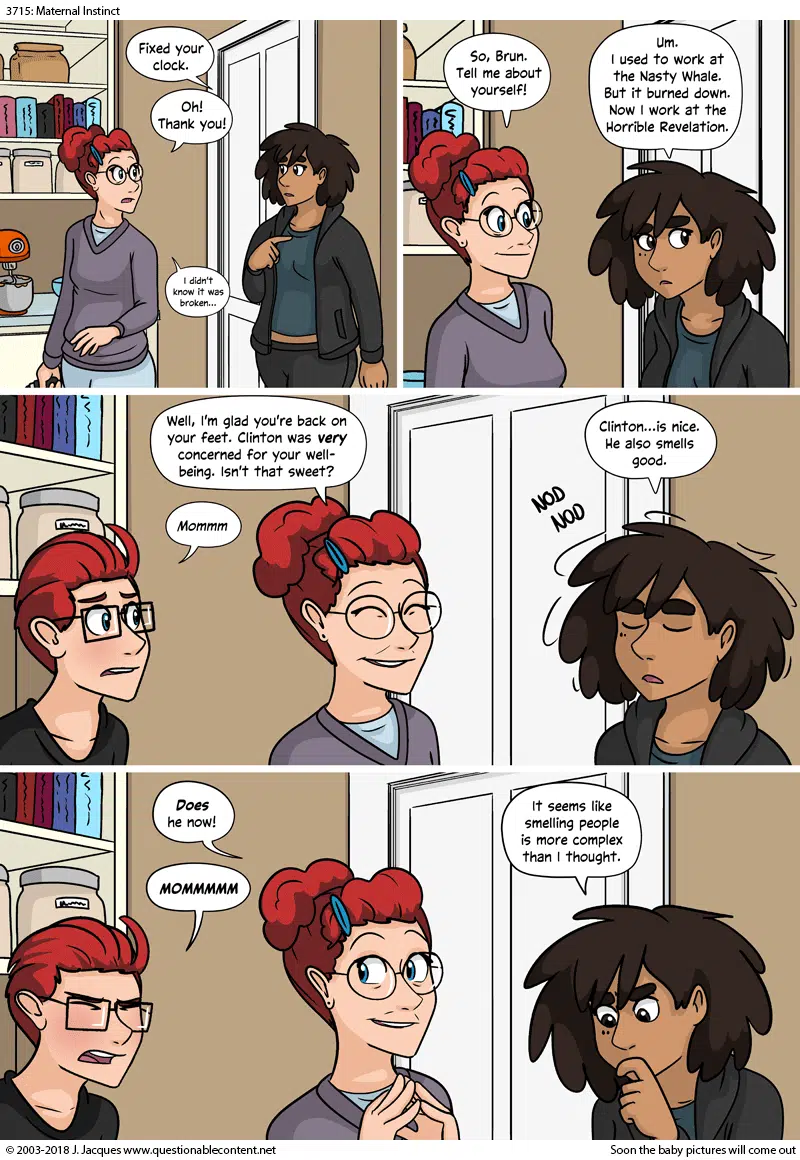 3715: Maternal Instinct
Fixed your
clock.
Oh!
Thank you!
I didn't
know it was
broken...
So, Brun.
Tell me about
yourself!
Um.
I used to work at
the Nasty Whale.
But it burned down.
Now I work at the
Horrible Revelation.
Well, I'm glad you're back on
your feet. Clinton was very
concerned for your well-
being. Isn't that sweet?
Mommm
Clinton...is nice.
He also smells
good.
NOD
NOD
Does
he now!
MOMMMMM
It seems like
smelling people
is more complex
than I thought.
© 2003-2018 J. Jacques www.questionablecontent.net
Soon the baby pictures will come out